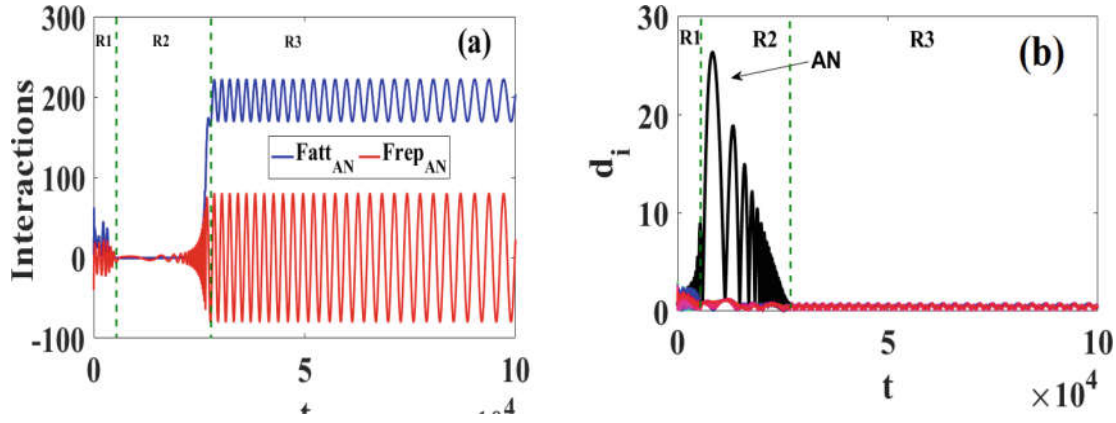 300
R1 R2 R3 (a)
200
Fatt_AN Frep_AN
100
0
-100
Interactions
0 5 10
t
30
R1 R2 R3 (b)
AN
20
10
0
d_i
0 5 10
t ×10^4